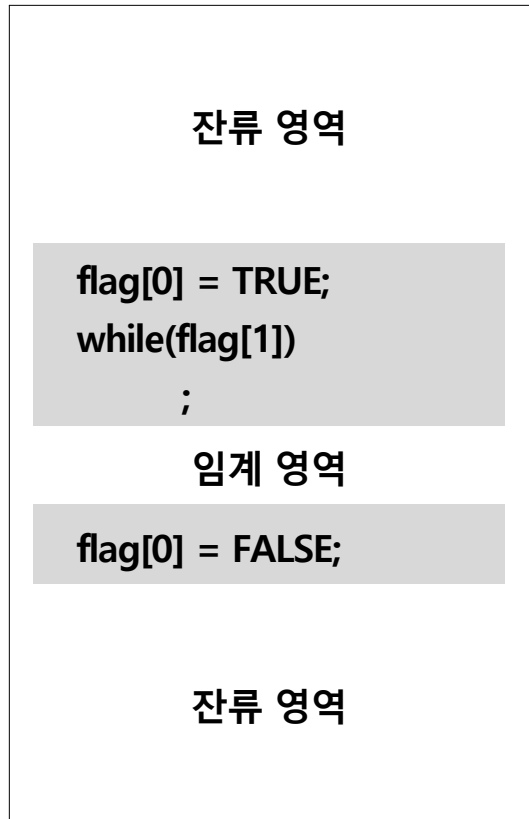 잔류 영역
flag[0] = TRUE;
while(flag[1])
;
임계 영역
flag[0] = FALSE;
잔류 영역